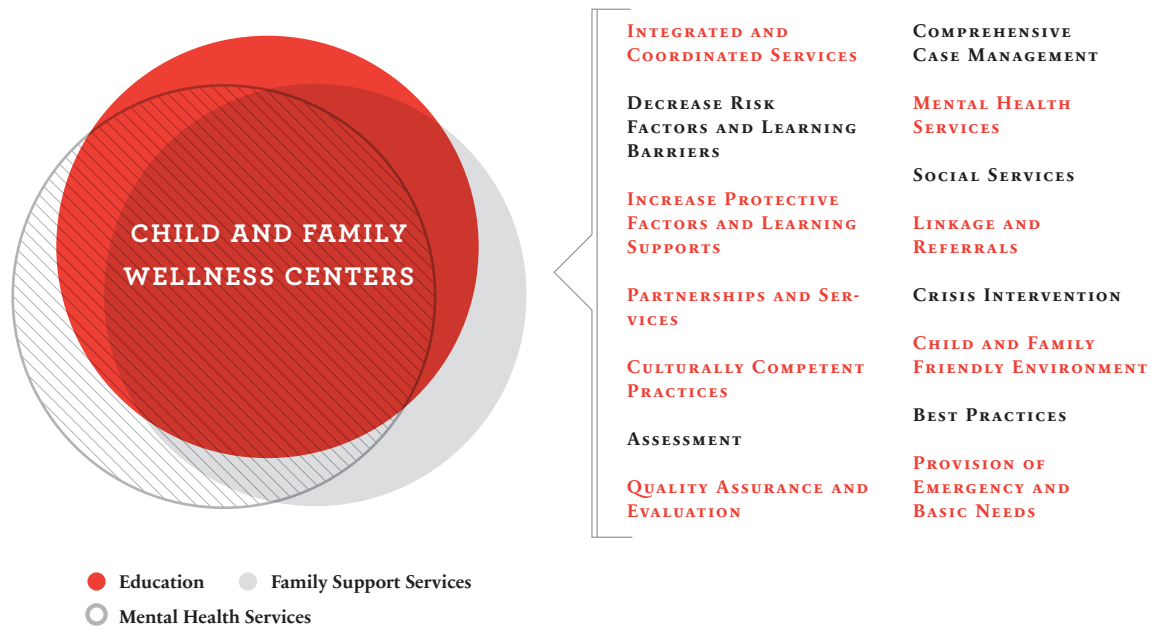 CHILD AND FAMILY
WELLNESS CENTERS
Integrated and
Coordinated Services
Decrease Risk
Factors and Learning
Barriers
Increase Protective
Factors and Learning
Supports
Partnerships and Ser-
vices
Culturally Competent
Practices
Assessment
Quality Assurance and
Evaluation
Comprehensive
Case Management
Mental Health
Services
Social Services
Linkage and
Referrals
Crisis Intervention
Child and Family
Friendly Environment
Best Practices
Provision of
Emergency and
Basic Needs
Education
Family Support Services
Mental Health Services